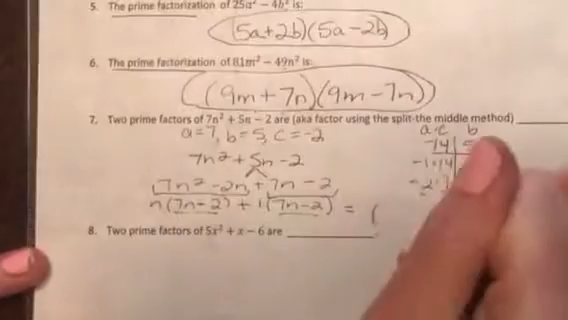 5. The prime factorization of 25a² - 4b² is:
(5a+2b)(5a-2b)
6. The prime factorization of 81m² - 49n² is:
(9m+7n)(9m-7n)
7. Two prime factors of 7n² + 5n - 2 are (aka factor using the split-the middle method)
a=7, b=5, c=-2
a·c b
7n²+5n-2
-14 5
-1·14
7n²-2n+7n-2
-2·7
n(7n-2)+1(7n-2) = (
8. Two prime factors of 5x² + x - 6 are